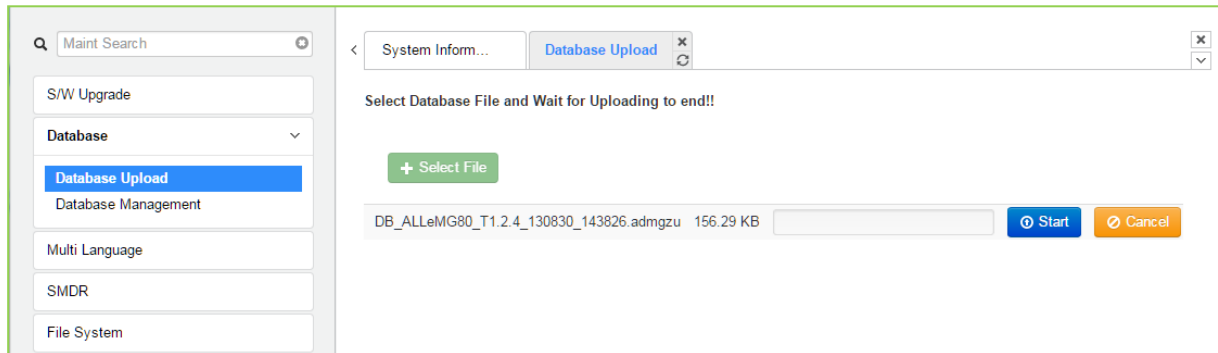 Maint Search
S/W Upgrade
Database
Database Upload
Database Management
Multi Language
SMDR
File System
System Inform...
Database Upload
Select Database File and Wait for Uploading to end!!
Select File
DB_ALLeMG80_T1.2.4_130830_143826.admgzu 156.29 KB Start Cancel